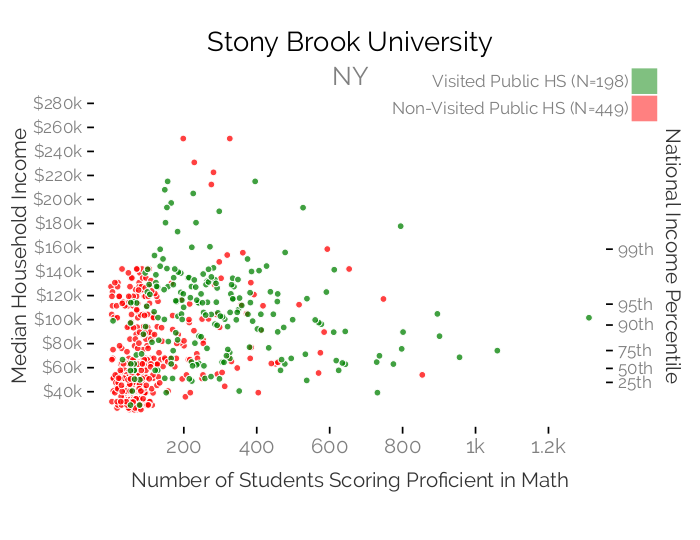 Stony Brook University
NY
Visited Public HS (N=198)
Non-Visited Public HS (N=449)
Median Household Income
$280k
$260k
$240k
$220k
$200k
$180k
$160k
$140k
$120k
$100k
$80k
$60k
$40k
National Income Percentile
99th
95th
90th
75th
50th
25th
200
400
600
800
1k
1.2k
Number of Students Scoring Proficient in Math